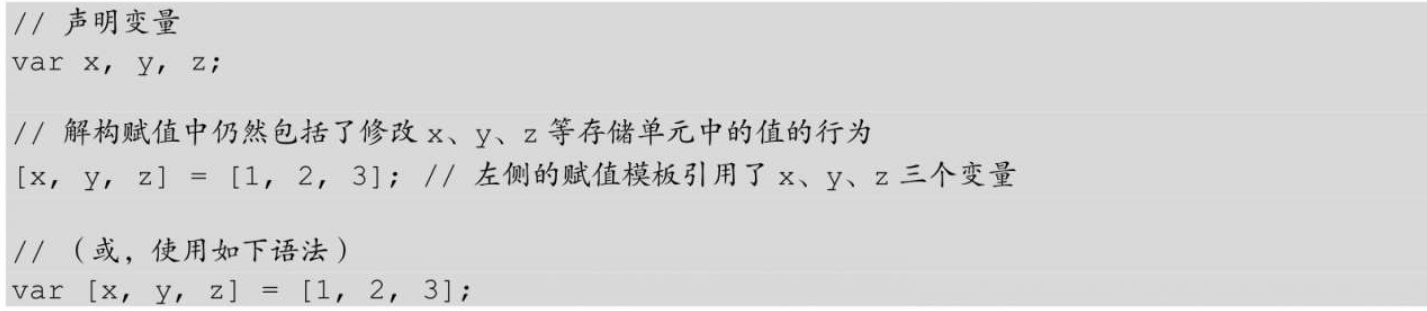 // 声明变量
var x, y, z;
// 解构赋值中仍然包括了修改 x、y、z 等存储单元中的值的行为
[x, y, z] = [1, 2, 3]; // 左侧的赋值模板引用了 x、y、z 三个变量
// （或，使用如下语法）
var [x, y, z] = [1, 2, 3];